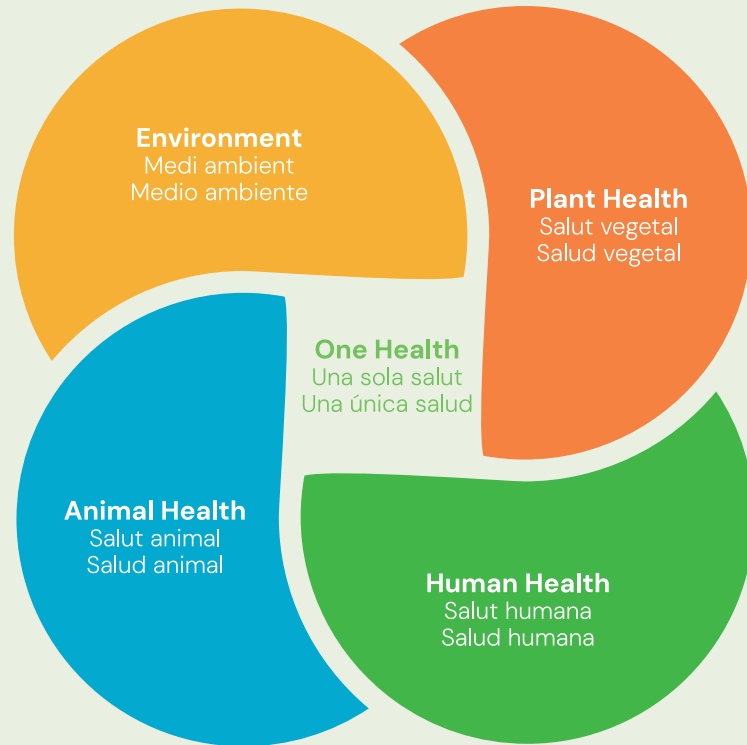 Environment
Medi ambient
Medio ambiente
Plant Health
Salut vegetal
Salud vegetal
One Health
Una sola salut
Una única salud
Animal Health
Salut animal
Salud animal
Human Health
Salut humana
Salud humana